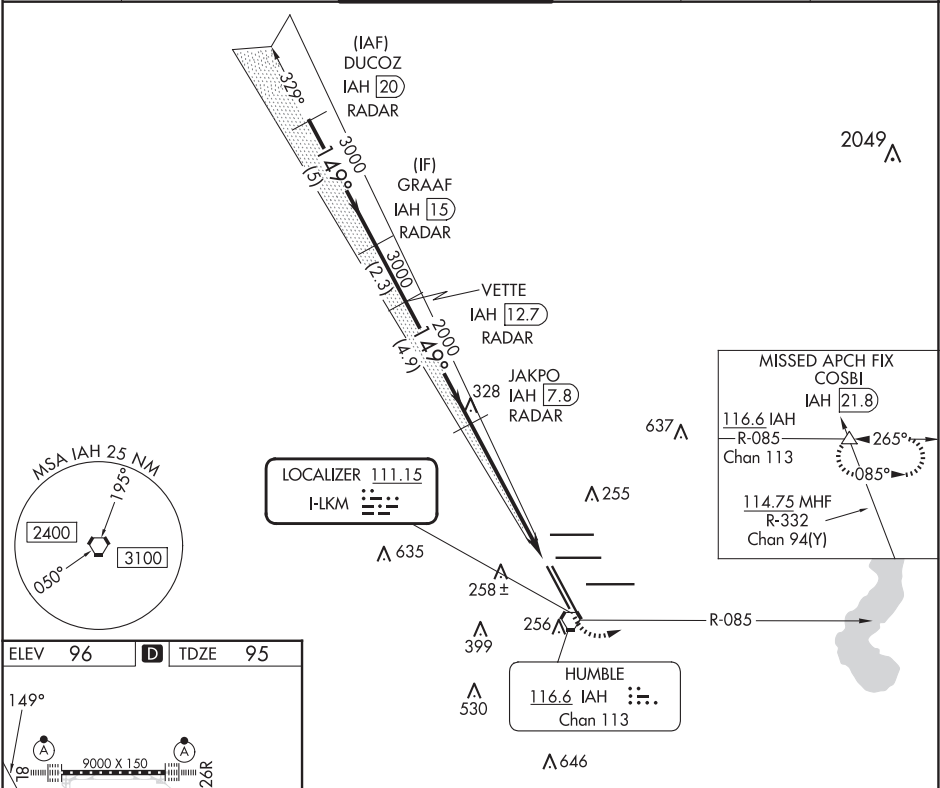 (IAF)
DUCOZ
IAH 20
RADAR
329°
3000
149°
(5)
(IF)
GRAAF
IAH 15
RADAR
2049
3000
(2.3)
VETTE
IAH 12.7
RADAR
2000
149°
(4.9)
328
JAKPO
IAH 7.8
RADAR
637
MISSED APCH FIX
COSBI
IAH 21.8
116.6 IAH
R-085
Chan 113
265°
085°
114.75 MHF
R-332
Chan 94(Y)
MSA IAH 25 NM
195°
2400
3100
050°
LOCALIZER 111.15
I-LKM
255
635
258 ±
256
R-085
399
HUMBLE
116.6 IAH
Chan 113
530
646
ELEV 96 D TDZE 95
149°
A
A
8L
9000 X 150
26R